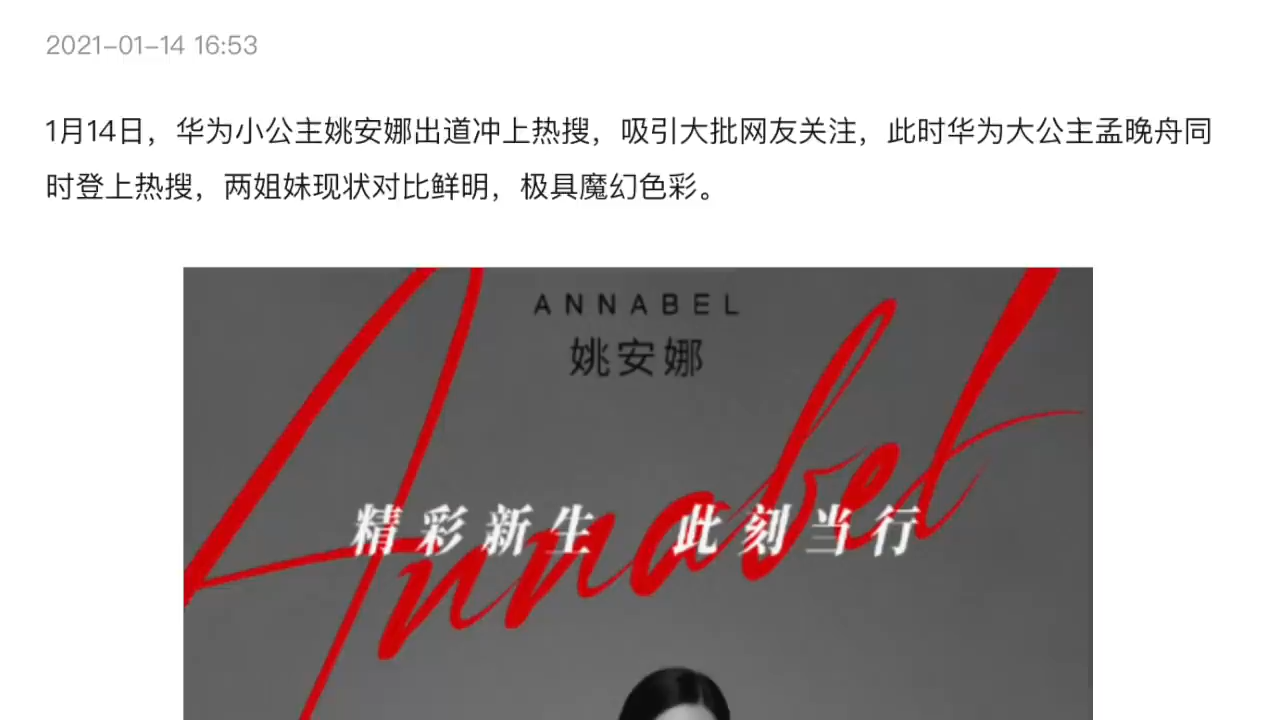 2021-01-14 16:53
1月14日，华为小公主姚安娜出道冲上热搜，吸引大批网友关注，此时华为大公主孟晚舟同
时登上热搜，两姐妹现状对比鲜明，极具魔幻色彩。
ANNABEL
姚安娜
Annabel
精彩新生 此刻当行